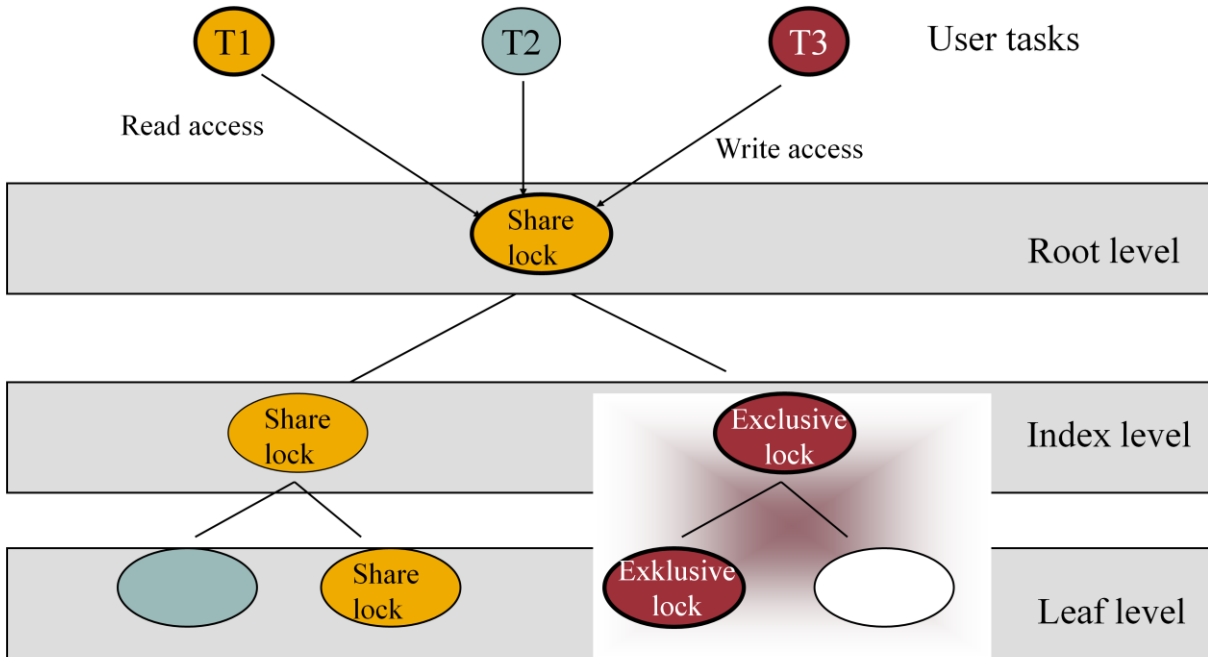 T1
T2
T3
User tasks
Read access
Write access
Share
lock
Root level
Share
lock
Exclusive
lock
Index level
Share
lock
Exklusive
lock
Leaf level